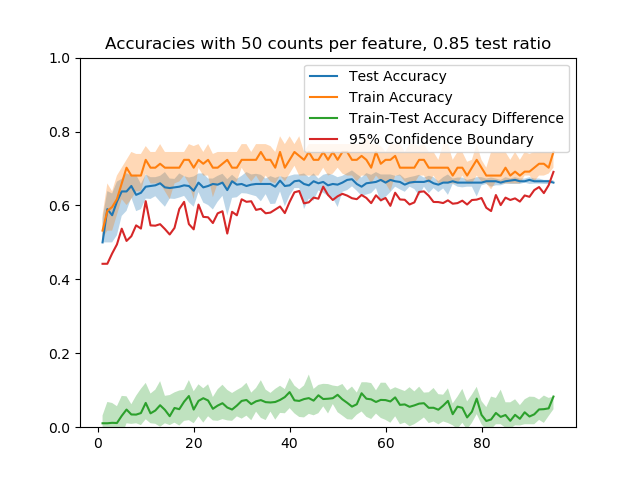 Accuracies with 50 counts per feature, 0.85 test ratio
Test Accuracy
Train Accuracy
Train-Test Accuracy Difference
95% Confidence Boundary
1.0
0.8
0.6
0.4
0.2
0.0
0 20 40 60 80